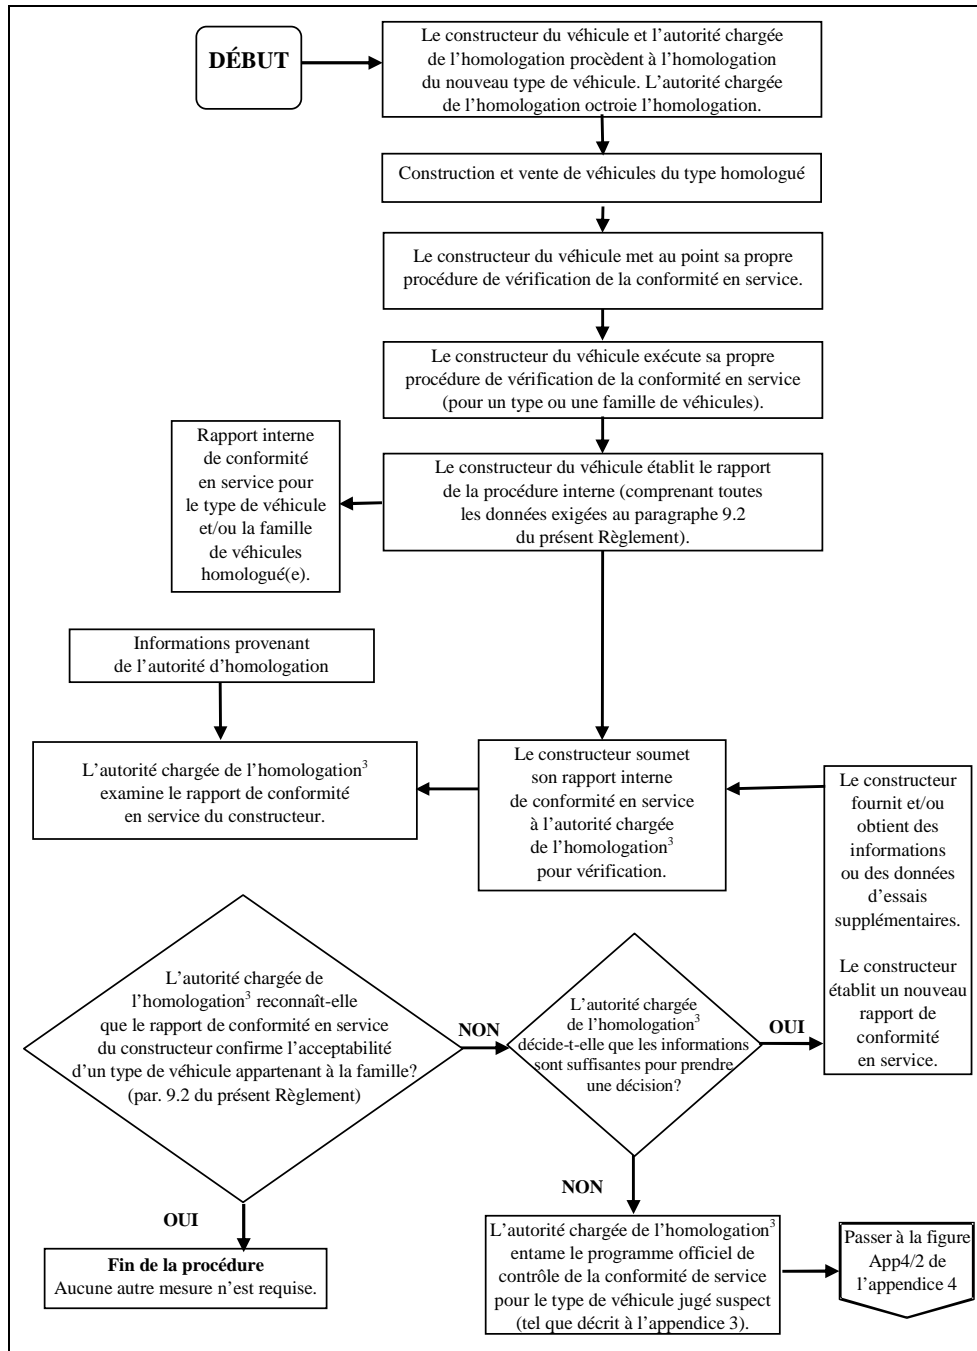 DÉBUT
Le constructeur du véhicule et l’autorité chargée
de l’homologation procèdent à l’homologation
du nouveau type de véhicule. L’autorité chargée
de l’homologation octroie l’homologation.
Construction et vente de véhicules du type homologué
Le constructeur du véhicule met au point sa propre
procédure de vérification de la conformité en service.
Le constructeur du véhicule exécute sa propre
procédure de vérification de la conformité en service
(pour un type ou une famille de véhicules).
Rapport interne
de conformité
en service pour
le type de véhicule
et/ou la famille
de véhicules
homologué(e).
Le constructeur du véhicule établit le rapport
de la procédure interne (comprenant toutes
les données exigées au paragraphe 9.2
du présent Règlement).
Informations provenant
de l’autorité d’homologation
L’autorité chargée de l’homologation³
examine le rapport de conformité
en service du constructeur.
Le constructeur soumet
son rapport interne
de conformité en service
à l’autorité chargée
de l’homologation³
pour vérification.
Le constructeur
fournit et/ou
obtient des
informations
ou des données
d’essais
supplémentaires.
Le constructeur
établit un nouveau
rapport de
conformité
en service.
L’autorité chargée de
l’homologation³ reconnaît-elle
que le rapport de conformité en service
du constructeur confirme l’acceptabilité
d’un type de véhicule appartenant à la famille?
(par. 9.2 du présent Règlement)
NON
L’autorité chargée
de l’homologation³
décide-t-elle que les informations
sont suffisantes pour prendre
une décision?
OUI
OUI
Fin de la procédure
Aucune autre mesure n’est requise.
NON
L’autorité chargée de l’homologation³
entame le programme officiel de
contrôle de la conformité de service
pour le type de véhicule jugé suspect
(tel que décrit à l’appendice 3).
Passer à la figure
App4/2 de
l’appendice 4